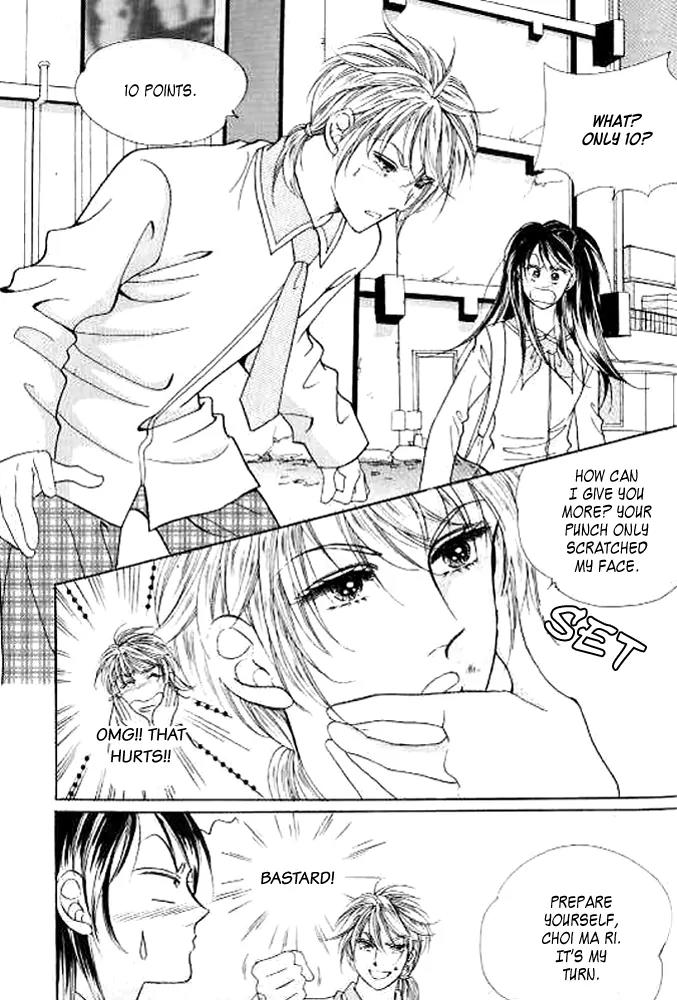 10 POINTS.
WHAT?
ONLY 10?
HOW CAN
I GIVE YOU
MORE? YOUR
PUNCH ONLY
SCRATCHED
MY FACE.
SET
OMG!! THAT
HURTS!!
BASTARD!
PREPARE
YOURSELF,
CHOI MA RI.
IT'S MY
TURN.